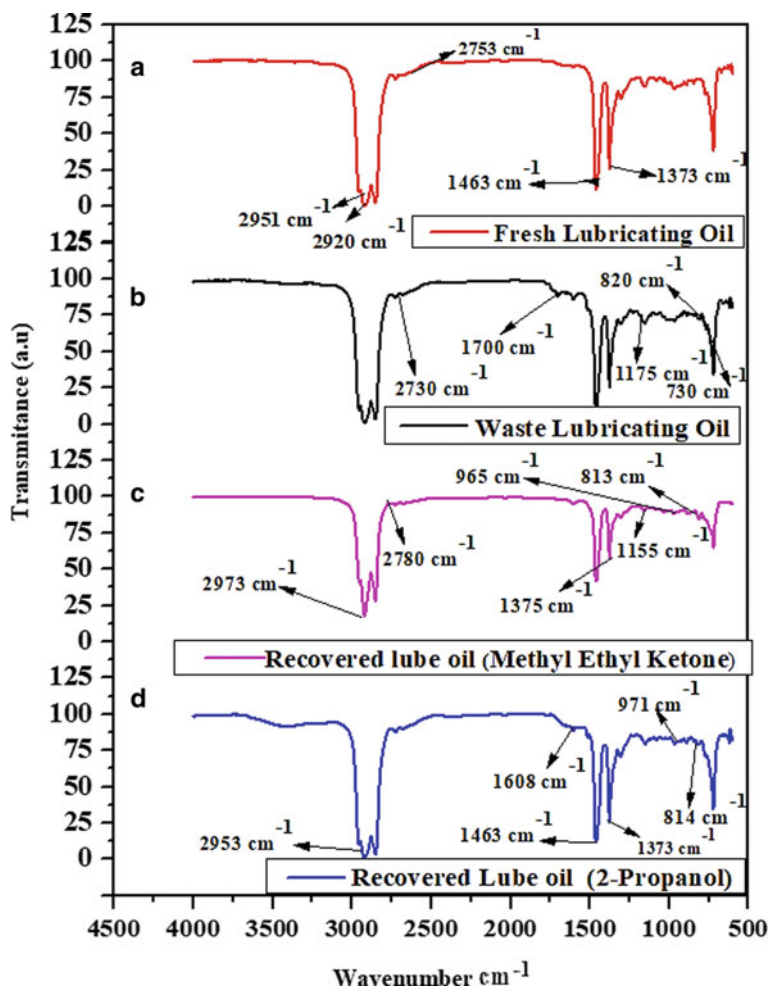 125
a
2753 cm-1
100
75
50
1463 cm-1
1373 cm-1
25
0
2951 cm-1
2920 cm-1
Fresh Lubricating Oil
125
b
820 cm-1
100
75
1700 cm-1
50
2730 cm-1
1175 cm-1
730 cm-1
25
0
Waste Lubricating Oil
125
965 cm-1
813 cm-1
c
100
75
2780 cm-1
1155 cm-1
50
2973 cm-1
1375 cm-1
25
0
Recovered lube oil (Methyl Ethyl Ketone)
125
d
971 cm-1
100
75
1608 cm-1
50
814 cm-1
25
2953 cm-1
1463 cm-1
1373 cm-1
0
Recovered Lube oil (2-Propanol)
Transmitance (a.u)
4500 4000 3500 3000 2500 2000 1500 1000 500
Wavenumber cm-1